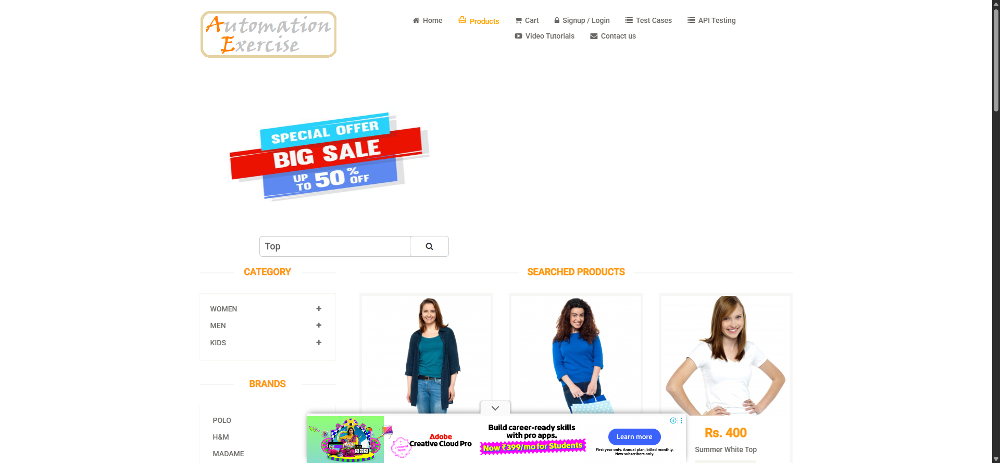 Automation
Exercise
Home
Products
Cart
Signup / Login
Test Cases
API Testing
Video Tutorials
Contact us
SPECIAL OFFER
BIG SALE
UP TO 50% OFF
Top
CATEGORY
WOMEN
MEN
KIDS
BRANDS
POLO
H&M
MADAME
SEARCHED PRODUCTS
Rs. 400
Summer White Top
Licensed
Apps
Adobe
Creative Cloud Pro
Build career-ready skills
with pro apps.
Now ₹399/mo for Students
Learn more
First year only. Annual plan, billed monthly.
New subscribers only.